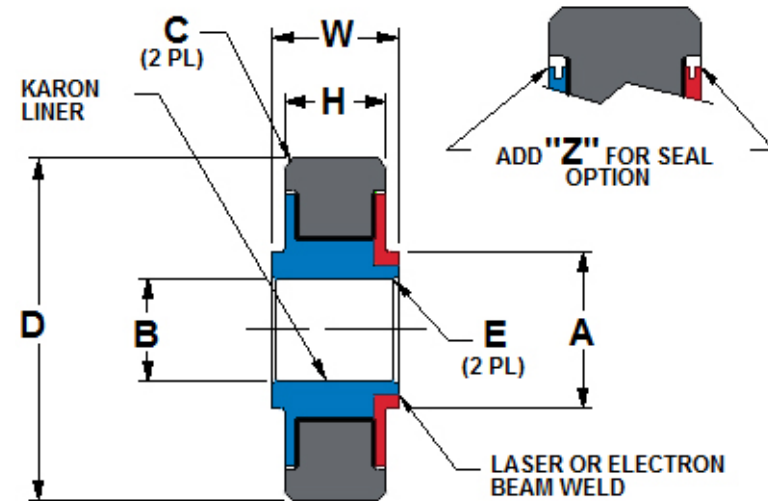 C
(2 PL)
W
KARON
LINER
H
ADD "Z" FOR SEAL
OPTION
D
B
E
(2 PL)
A
LASER OR ELECTRON
BEAM WELD